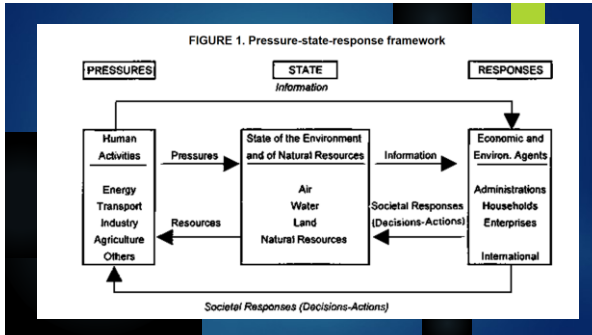 FIGURE 1. Pressure-state-response framework
PRESSURES
STATE
RESPONSES
Information
Human
Activities
Energy
Transport
Industry
Agriculture
Others
Pressures
Resources
State of the Environment
and of Natural Resources
Air
Water
Land
Natural Resources
Information
Societal Responses
(Decisions-Actions)
Economic and
Environ. Agents
Administrations
Households
Enterprises
International
Societal Responses (Decisions-Actions)